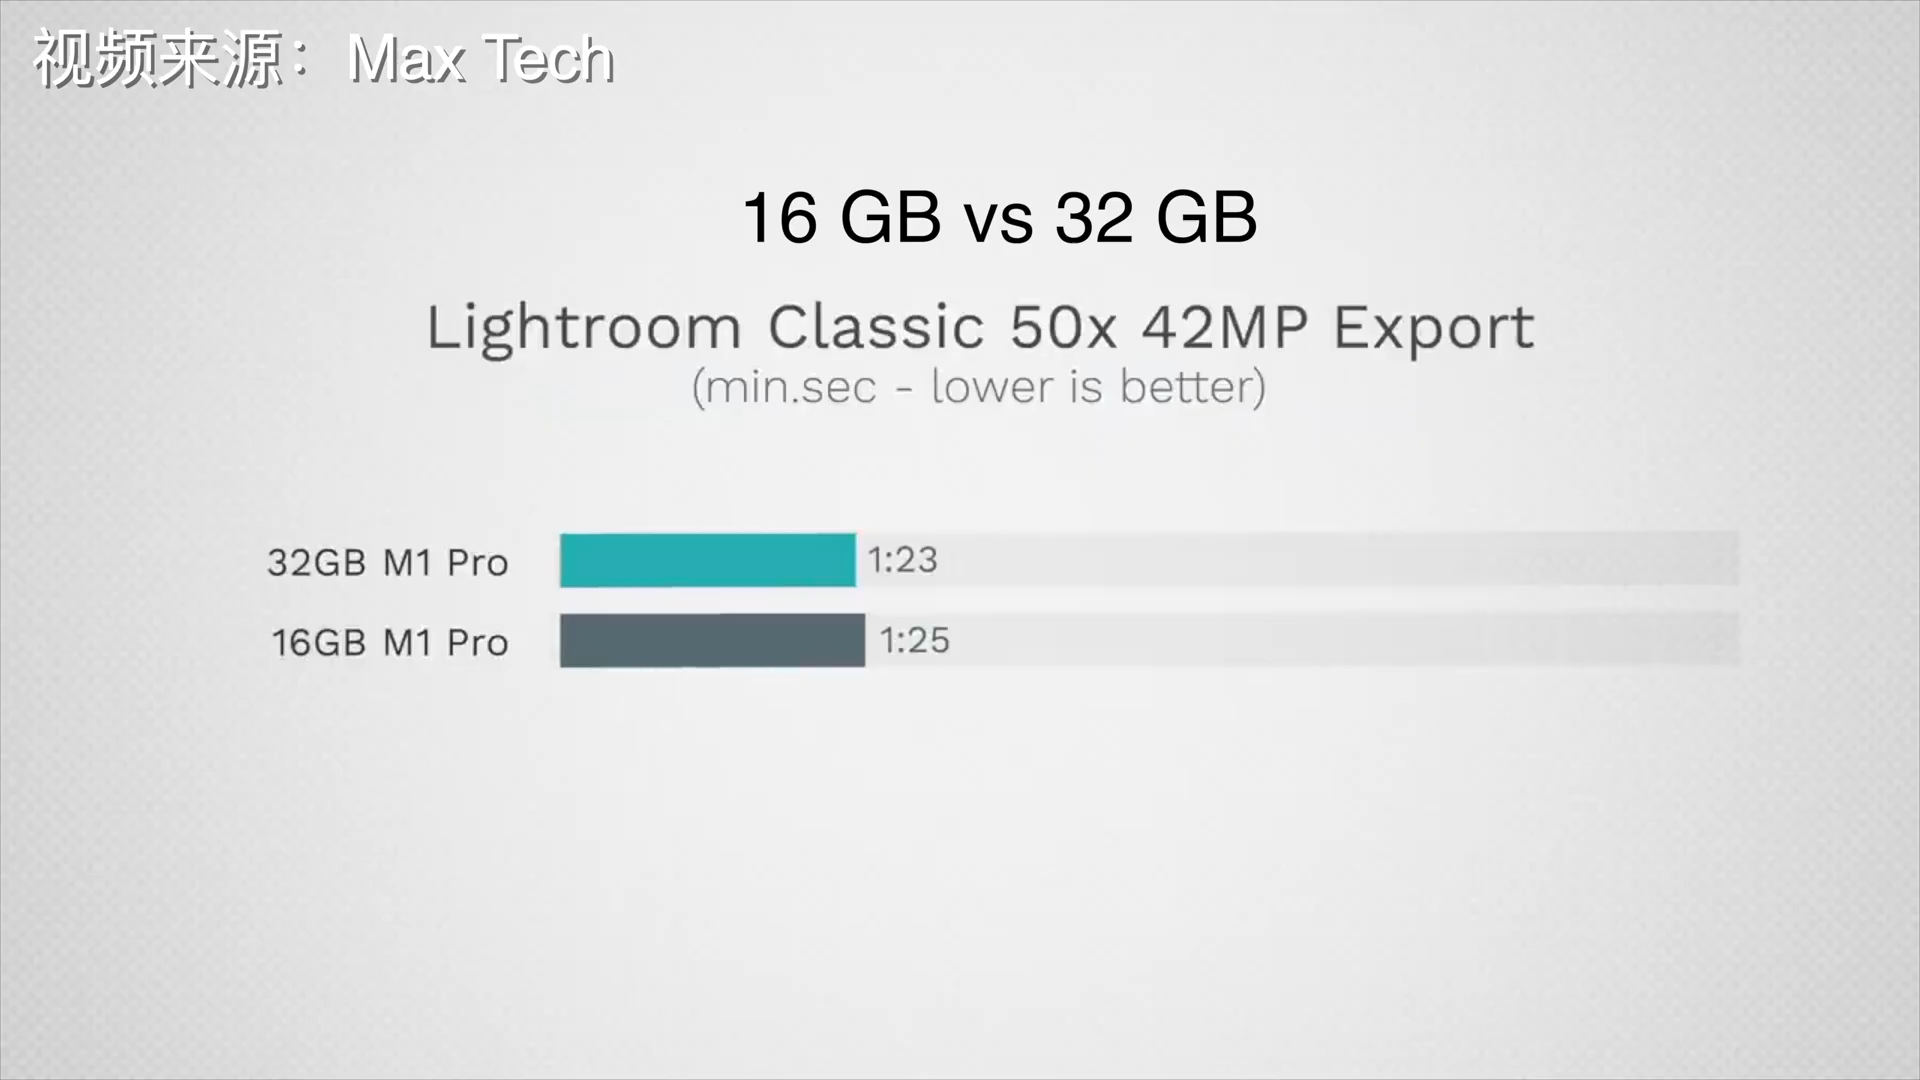 视频来源：Max Tech
16 GB vs 32 GB
Lightroom Classic 50x 42MP Export
(min.sec - lower is better)
32GB M1 Pro 1:23
16GB M1 Pro 1:25